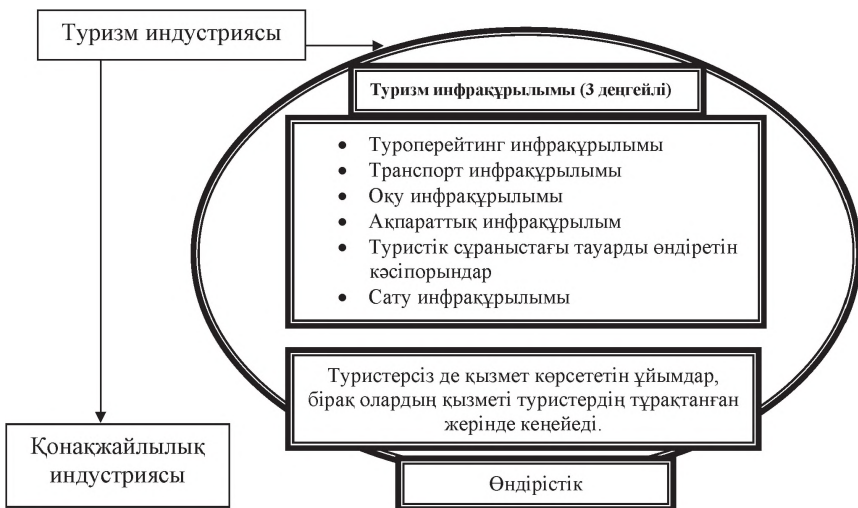 Туризм индустриясы
Туризм инфрақұрылымы (3 деңгейлі)
• Туроперейтинг инфрақұрылымы
• Транспорт инфрақұрылымы
• Оқу инфрақұрылымы
• Ақпараттық инфрақұрылым
• Туристік сұраныстағы тауарды өндіретін
кәсіпорындар
• Сату инфрақұрылымы
Туристерсіз де қызмет көрсететін ұйымдар,
бірақ олардың қызметі туристердің тұрақтанған
жерінде кеңейеді.
Қонақжайлылық
индустриясы
Өндірістік